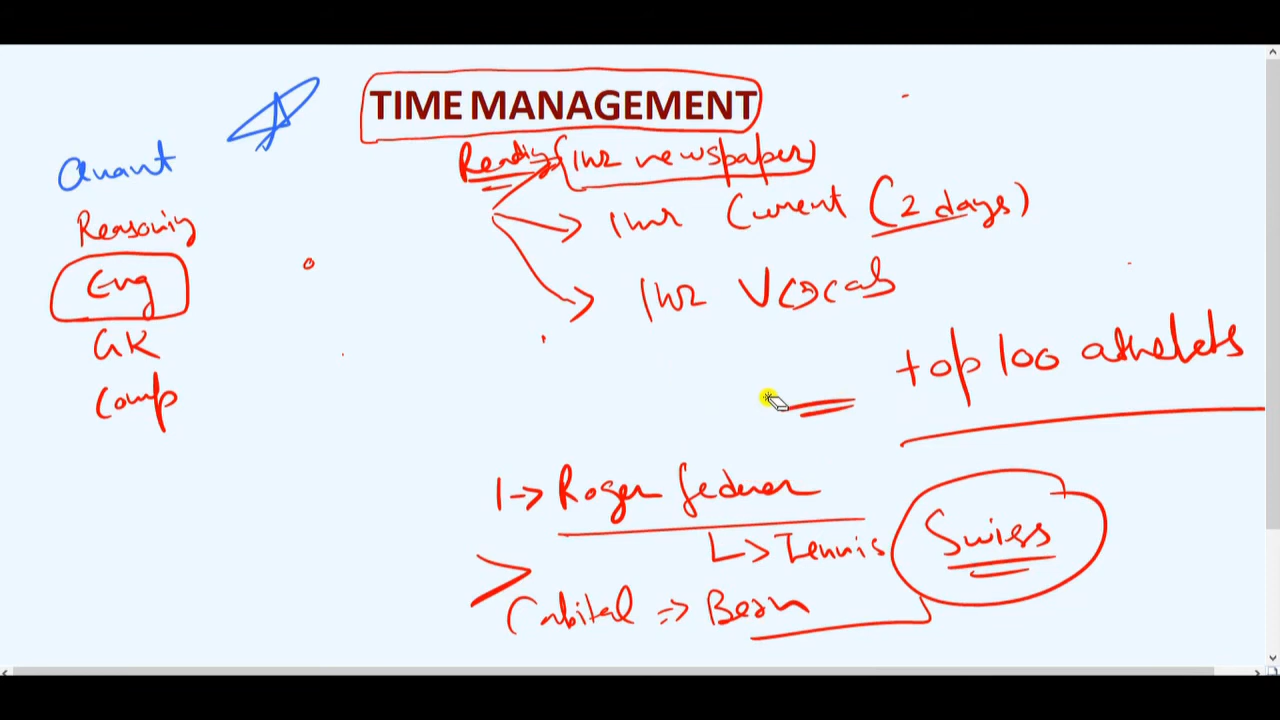 TIME MANAGEMENT
Quant
Reading (1hr newspaper)
1hr Current (2 days)
Reasoning
Eng
1hr Vocab
GK
top 100 athelets
Comp
1-> Roger federer
-> Tennis
Swiss
Capital => Bern